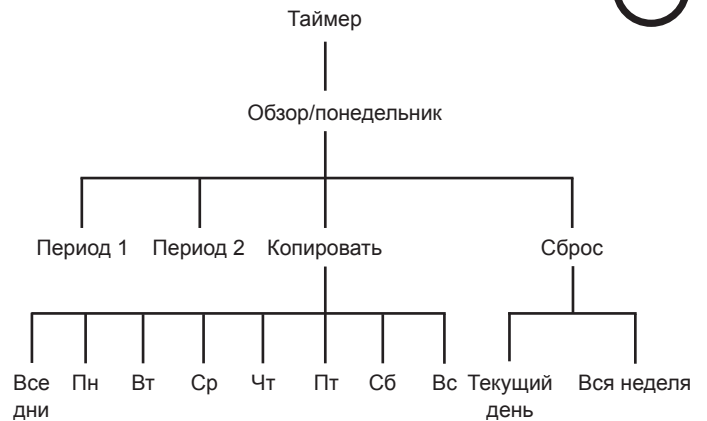 Таймер
Обзор/понедельник
Период 1 Период 2 Копировать Сброс
Все дни Пн Вт Ср Чт Пт Сб Вс Текущий день Вся неделя